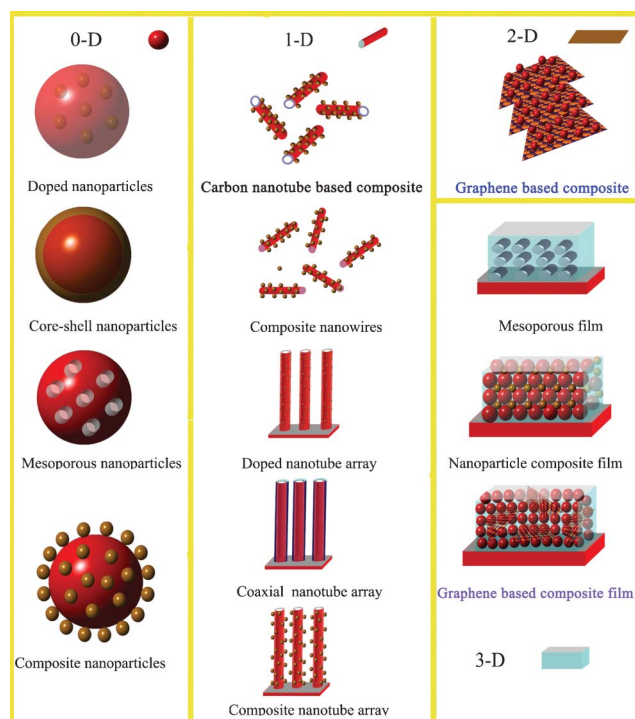 0-D
Doped nanoparticles
Core-shell nanoparticles
Mesoporous nanoparticles
Composite nanoparticles
1-D
Carbon nanotube based composite
Composite nanowires
Doped nanotube array
Coaxial nanotube array
Composite nanotube array
2-D
Graphene based composite
Mesoporous film
Nanoparticle composite film
Graphene based composite film
3-D